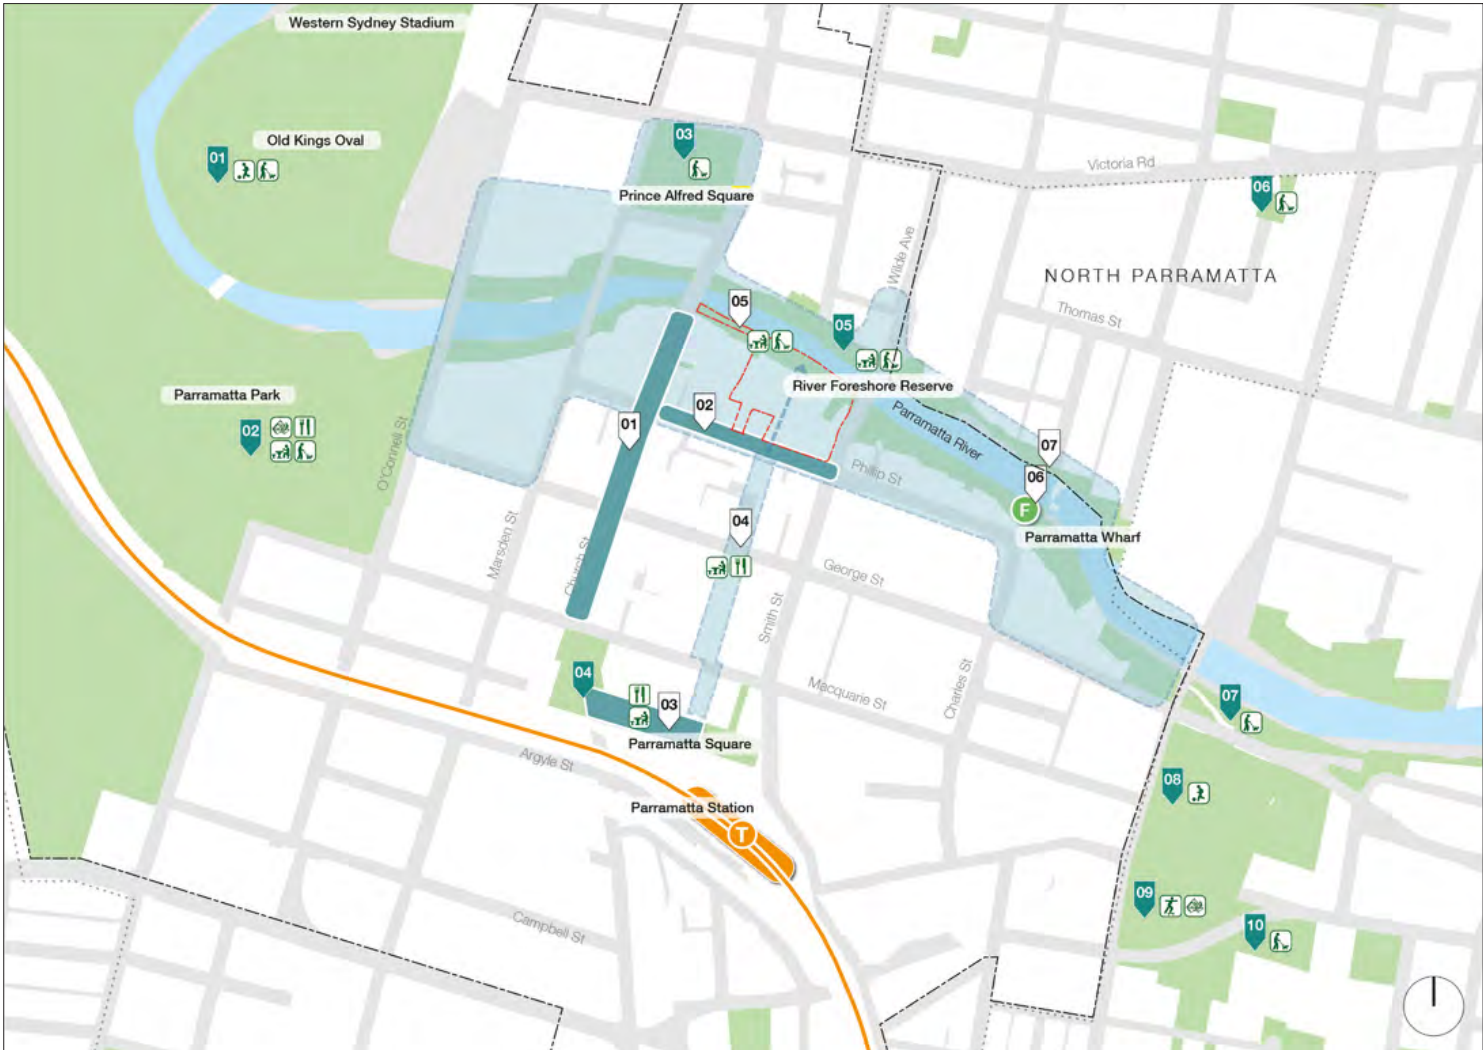 Western Sydney Stadium
03
Old Kings Oval
01
Victoria Rd
06
Prince Alfred Square
Wilde Ave
NORTH PARRAMATTA
05
05
Thomas St
River Foreshore Reserve
Parramatta Park
02
02
01
O'Connell St
Parramatta River
07
06
Phillip St
F
Parramatta Wharf
04
Marsden St
Church St
George St
Smith St
04
03
Macquarie St
Charles St
07
Parramatta Square
Argyle St
08
Parramatta Station
T
09
Campbell St
10